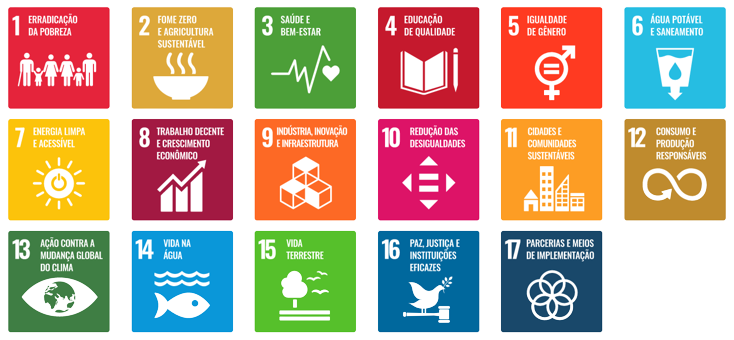 1 ERRADICAÇÃO
DA POBREZA
2 FOME ZERO
E AGRICULTURA
SUSTENTÁVEL
3 SAÚDE E
BEM-ESTAR
4 EDUCAÇÃO
DE QUALIDADE
5 IGUALDADE
DE GÊNERO
6 ÁGUA POTÁVEL
E SANEAMENTO
7 ENERGIA LIMPA
E ACESSÍVEL
8 TRABALHO DECENTE
E CRESCIMENTO
ECONÔMICO
9 INDÚSTRIA, INOVAÇÃO
E INFRAESTRUTURA
10 REDUÇÃO DAS
DESIGUALDADES
11 CIDADES E
COMUNIDADES
SUSTENTÁVEIS
12 CONSUMO E
PRODUÇÃO
RESPONSÁVEIS
13 AÇÃO CONTRA A
MUDANÇA GLOBAL
DO CLIMA
14 VIDA NA
ÁGUA
15 VIDA
TERRESTRE
16 PAZ, JUSTIÇA E
INSTITUIÇÕES
EFICAZES
17 PARCERIAS E MEIOS
DE IMPLEMENTAÇÃO